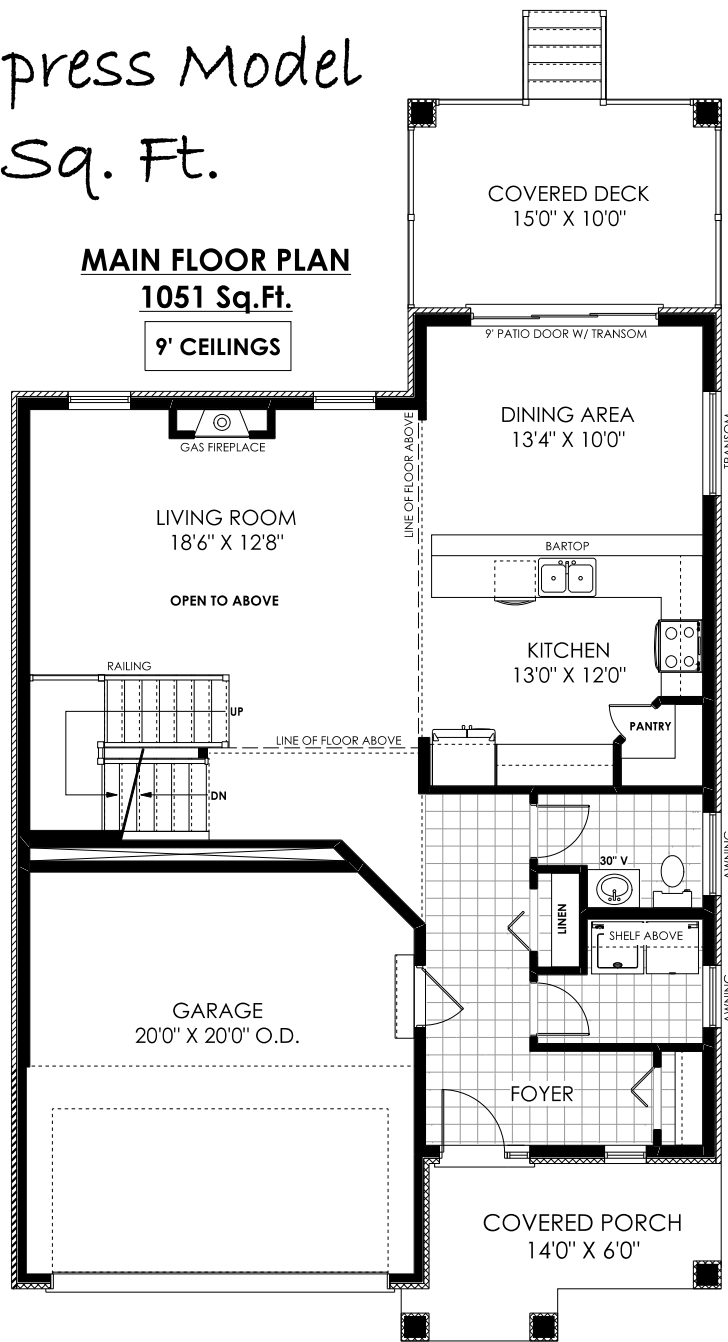 press Model
Sq. Ft.
MAIN FLOOR PLAN
1051 Sq.Ft.
9' CEILINGS
COVERED DECK
15'0" X 10'0"
9' PATIO DOOR W/ TRANSOM
DINING AREA
13'4" X 10'0"
TRANSOM
GAS FIREPLACE
LINE OF FLOOR ABOVE
LIVING ROOM
18'6" X 12'8"
OPEN TO ABOVE
BARTOP
KITCHEN
13'0" X 12'0"
PANTRY
RAILING
UP
LINE OF FLOOR ABOVE
DN
30" V
AWNING
LINEN
SHELF ABOVE
AWNING
GARAGE
20'0" X 20'0" O.D.
FOYER
COVERED PORCH
14'0" X 6'0"